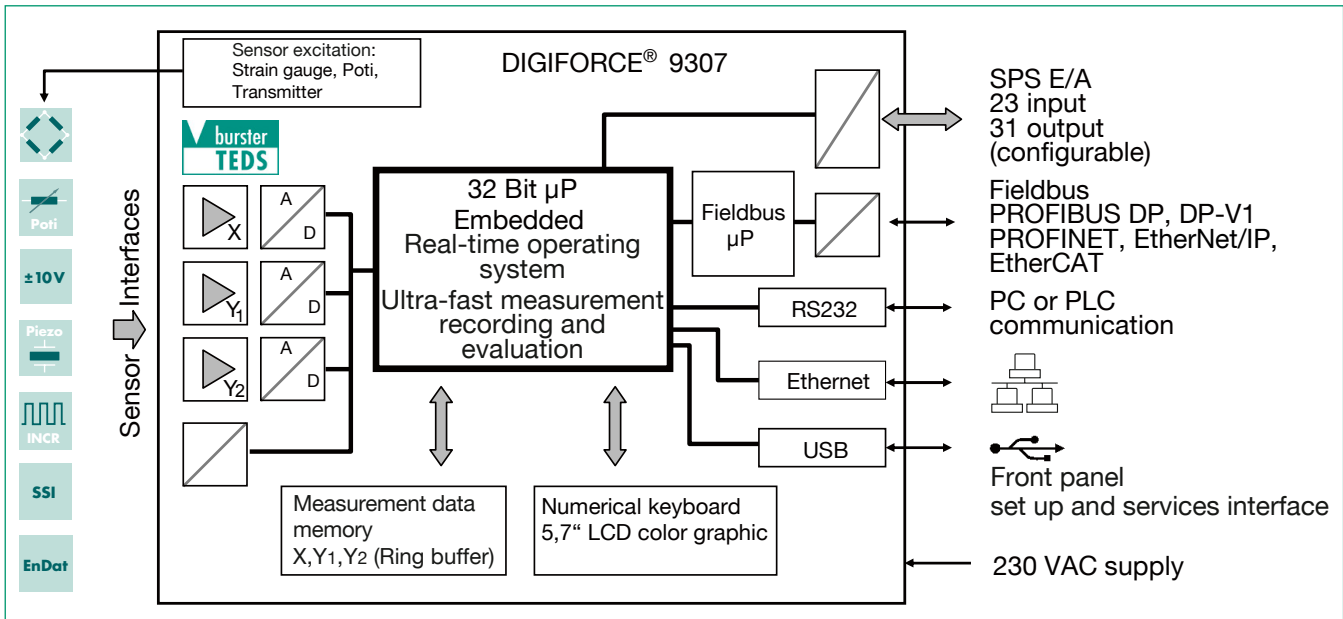 Sensor excitation:
Strain gauge, Poti,
Transmitter
DIGIFORCE® 9307
burster
TEDS
Poti
±10 V
Piezo
INCR
SSI
EnDat
Sensor Interfaces
X
A
D
Y1
A
D
Y2
A
D
32 Bit µP
Embedded
Real-time operating
system
Ultra-fast measurement
recording and
evaluation
Measurement data
memory
X,Y1,Y2 (Ring buffer)
Numerical keyboard
5,7“ LCD color graphic
Fieldbus
µP
RS232
Ethernet
USB
SPS E/A
23 input
31 output
(configurable)
Fieldbus
PROFIBUS DP, DP-V1
PROFINET, EtherNet/IP,
EtherCAT
PC or PLC
communication
Front panel
set up and services interface
230 VAC supply